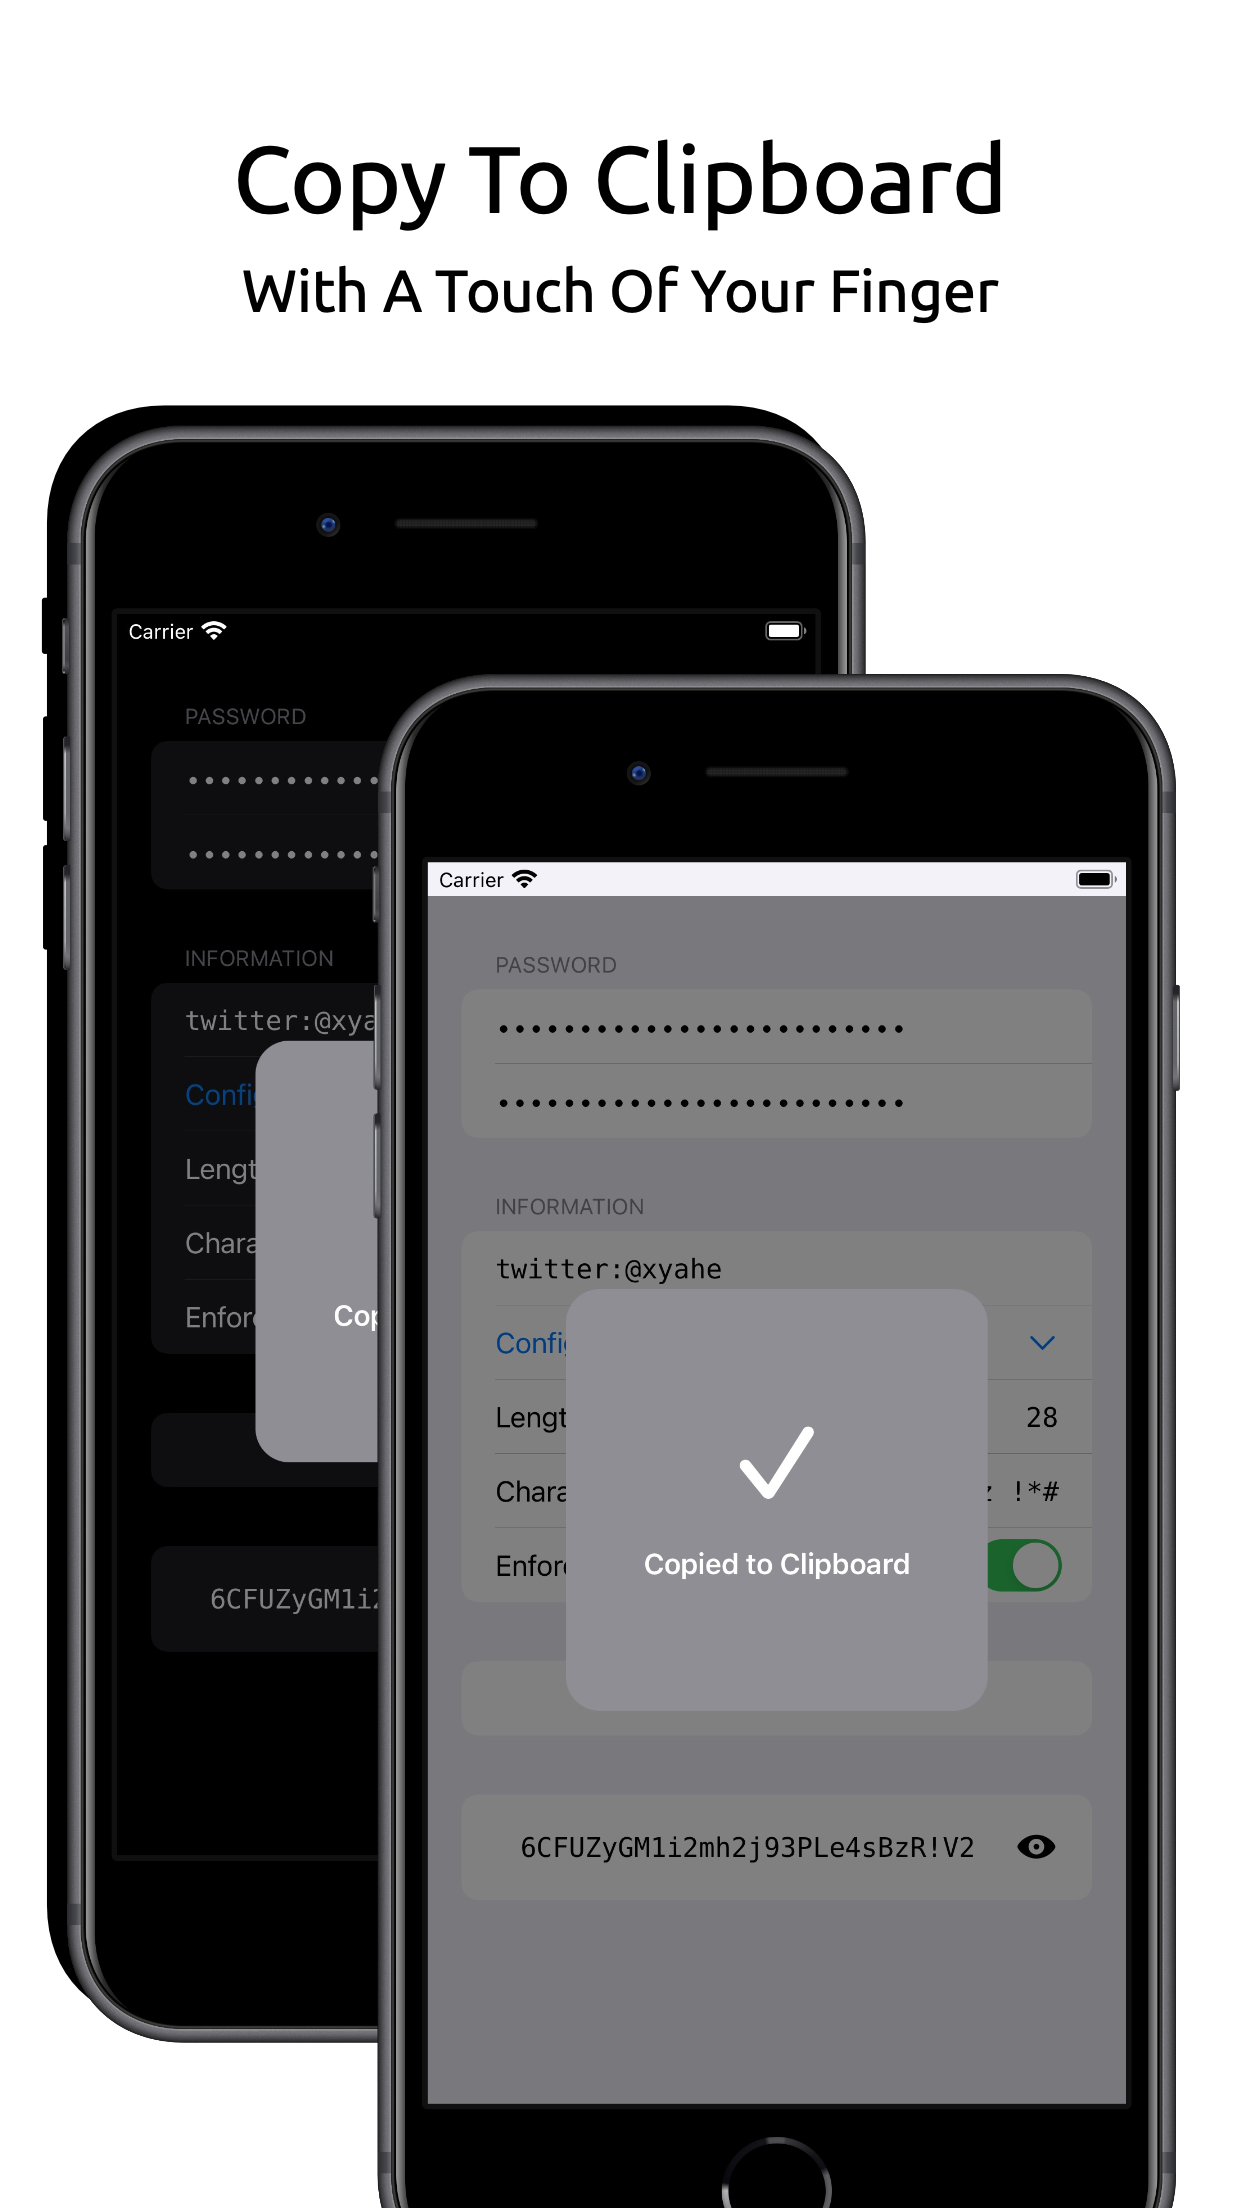 Copy To Clipboard
With A Touch Of Your Finger
Carrier
PASSWORD
••••••••••••
••••••••••••
INFORMATION
twitter:@xya
Confi
Lengt
Chara
Enfor
Cop
6CFUZyGM1i2
Carrier
PASSWORD
•••••••••••••••••••••••••
•••••••••••••••••••••••••
INFORMATION
twitter:@xyahe
Confi
Lengt 28
Chara z !*#
Enfor
Copied to Clipboard
6CFUZyGM1i2mh2j93PLe4sBzR!V2